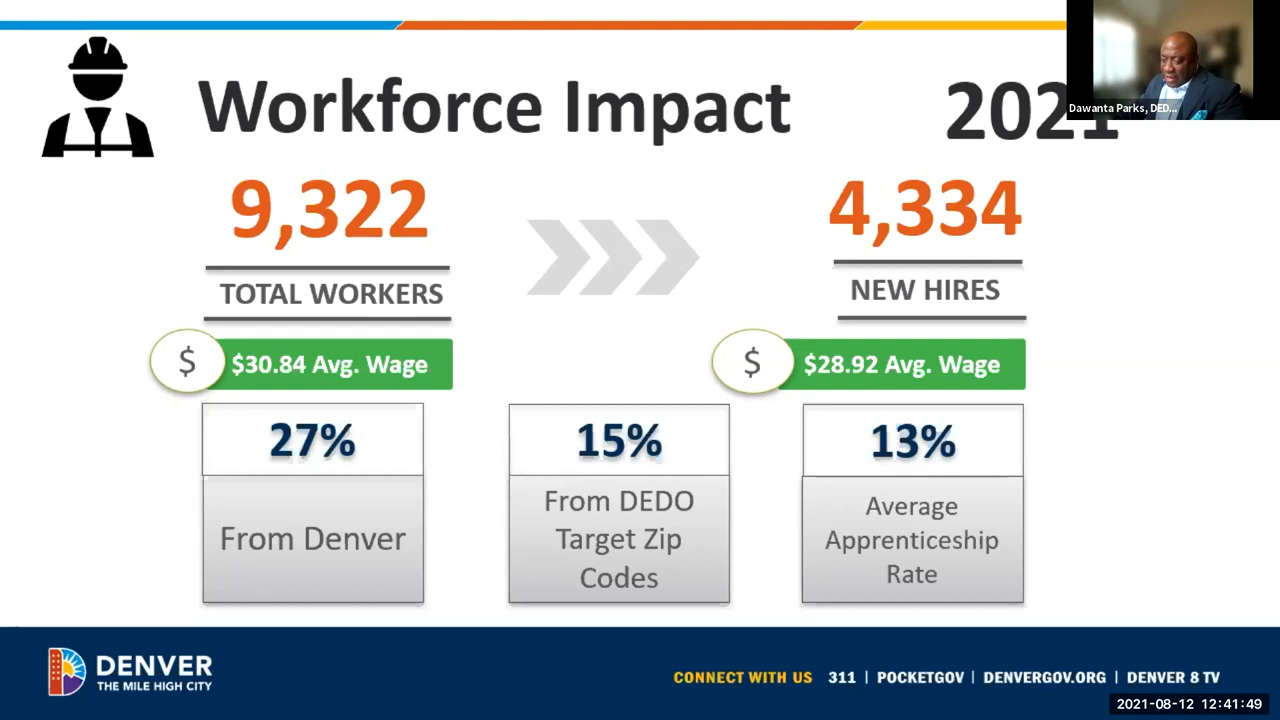 Workforce Impact
2021
Dawanta Parks, DED...
9,322
4,334
TOTAL WORKERS
NEW HIRES
$
$30.84 Avg. Wage
$
$28.92 Avg. Wage
27%
15%
13%
From Denver
From DEDO
Target Zip
Codes
Average
Apprenticeship
Rate
DENVER
THE MILE HIGH CITY
CONNECT WITH US 311 | POCKETGOV | DENVERGOV.ORG | DENVER 8 TV
2021-08-12 12:41:49